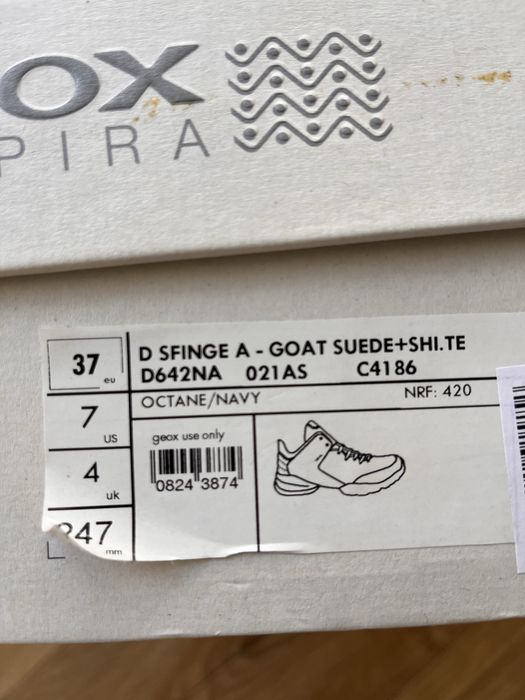 OX
PIRA
37 eu
7 US
4 uk
247 mm
D SFINGE A - GOAT SUEDE+SHI.TE
D642NA 021AS C4186
OCTANE/NAVY NRF: 420
geox use only
0824 3874